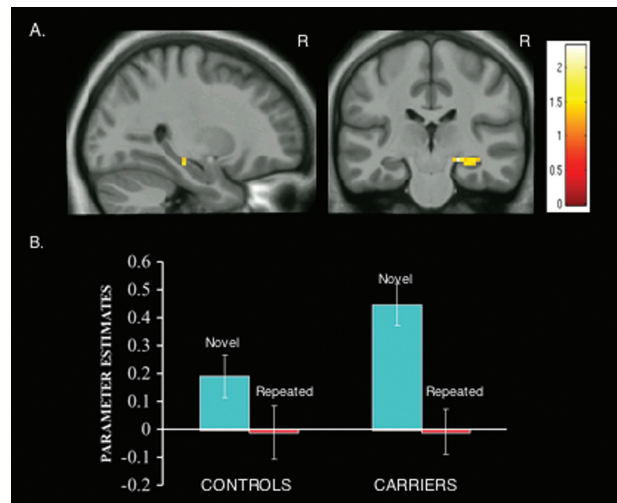 A.
R
R
2
1.5
1
0.5
0
B.
PARAMETER ESTIMATES
0.6
0.5
0.4
0.3
0.2
0.1
0
-0.1
-0.2
Novel
Repeated
Novel
Repeated
CONTROLS
CARRIERS